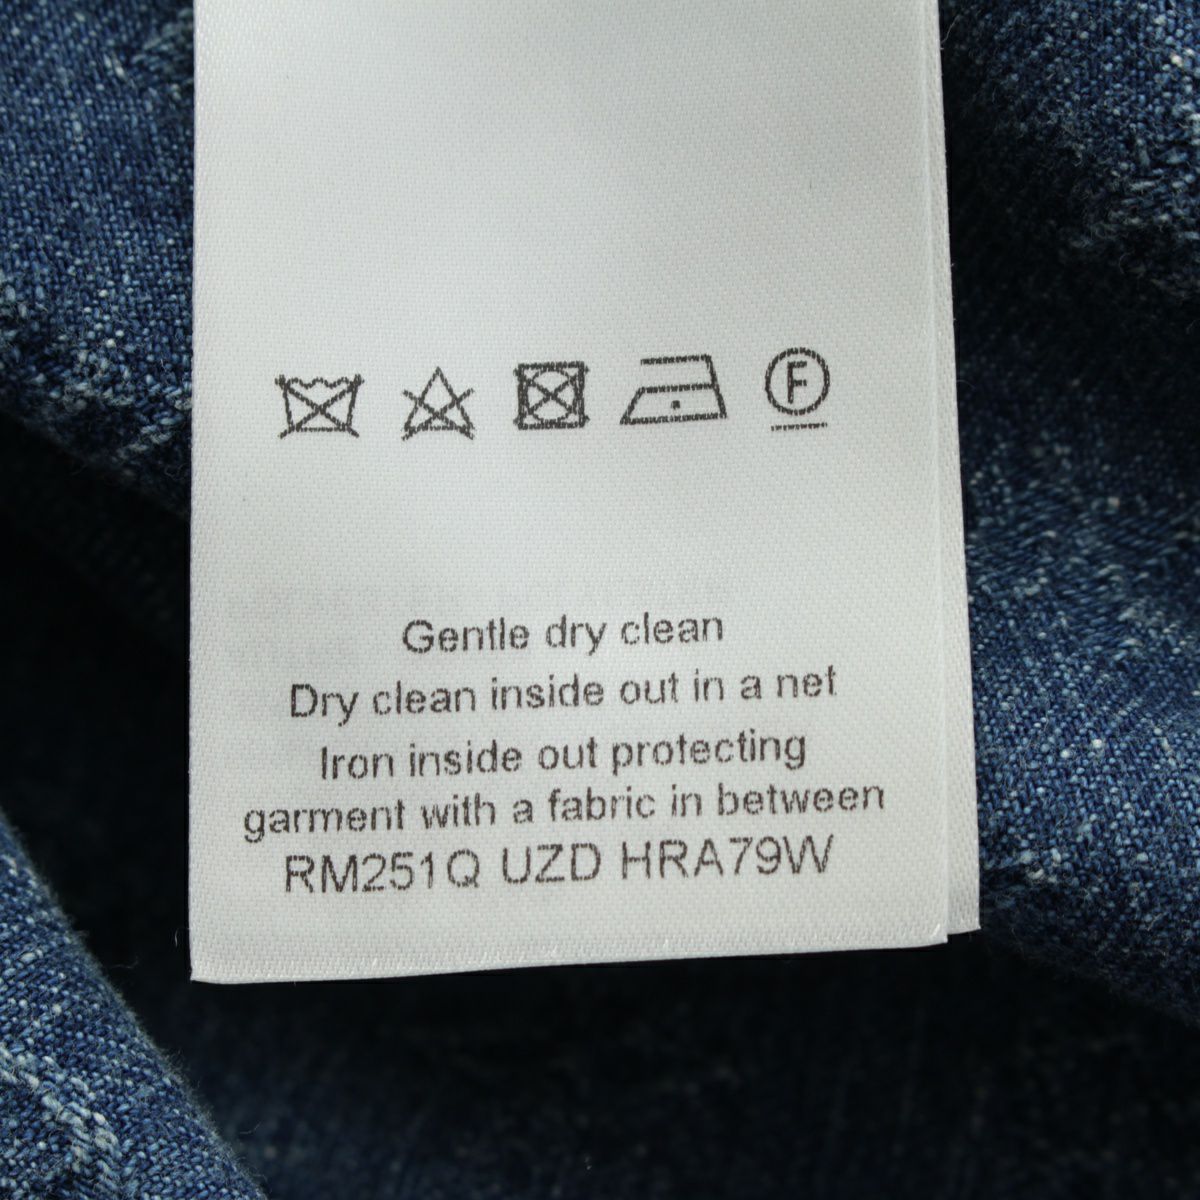 F
Gentle dry clean
Dry clean inside out in a net
Iron inside out protecting
garment with a fabric in between
RM251Q UZD HRA79W